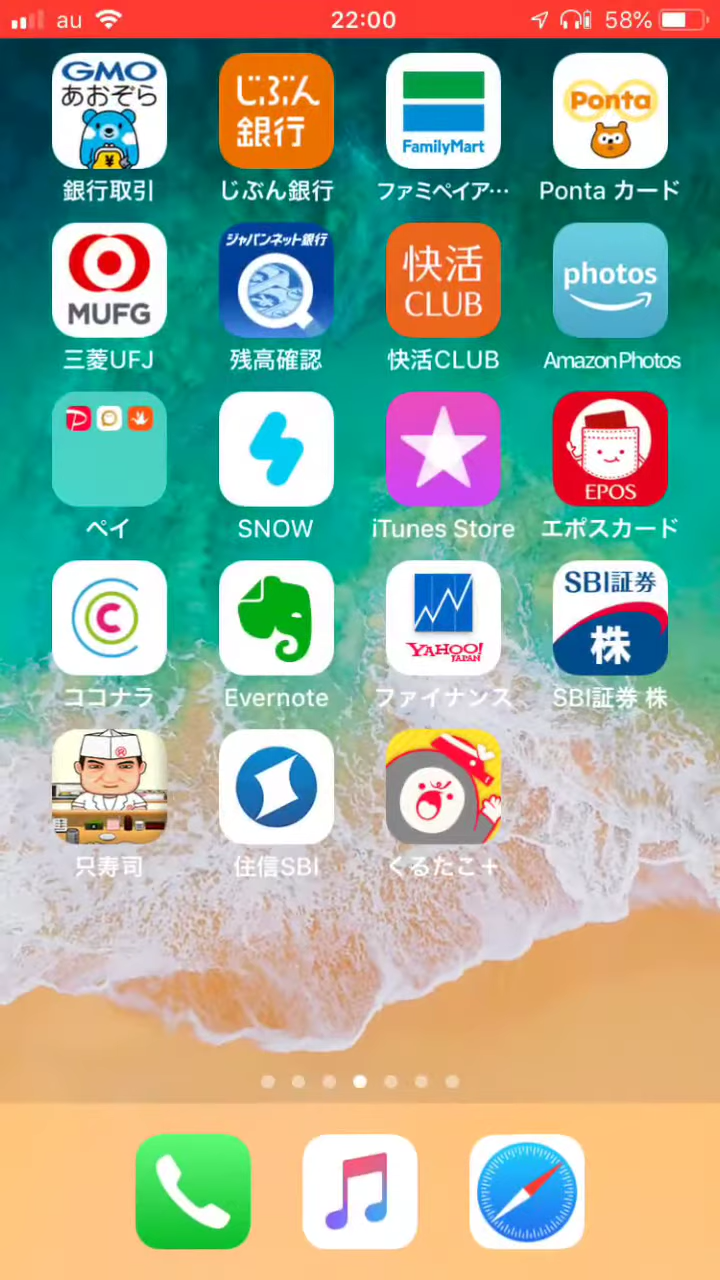 au 22:00 58%
GMO
あおぞら
銀行取引
じぶん
銀行
じぶん銀行
FamilyMart
ファミペイア…
Ponta
Ponta カード
MUFG
三菱UFJ
ジャパンネット銀行
残高確認
快活
CLUB
快活CLUB
photos
Amazon Photos
ペイ
SNOW
iTunes Store
EPOS
エポスカード
C
ココナラ
Evernote
YAHOO!
JAPAN
ファイナンス
SBI証券
株
SBI証券 株
只寿司
住信SBI
くるたこ+